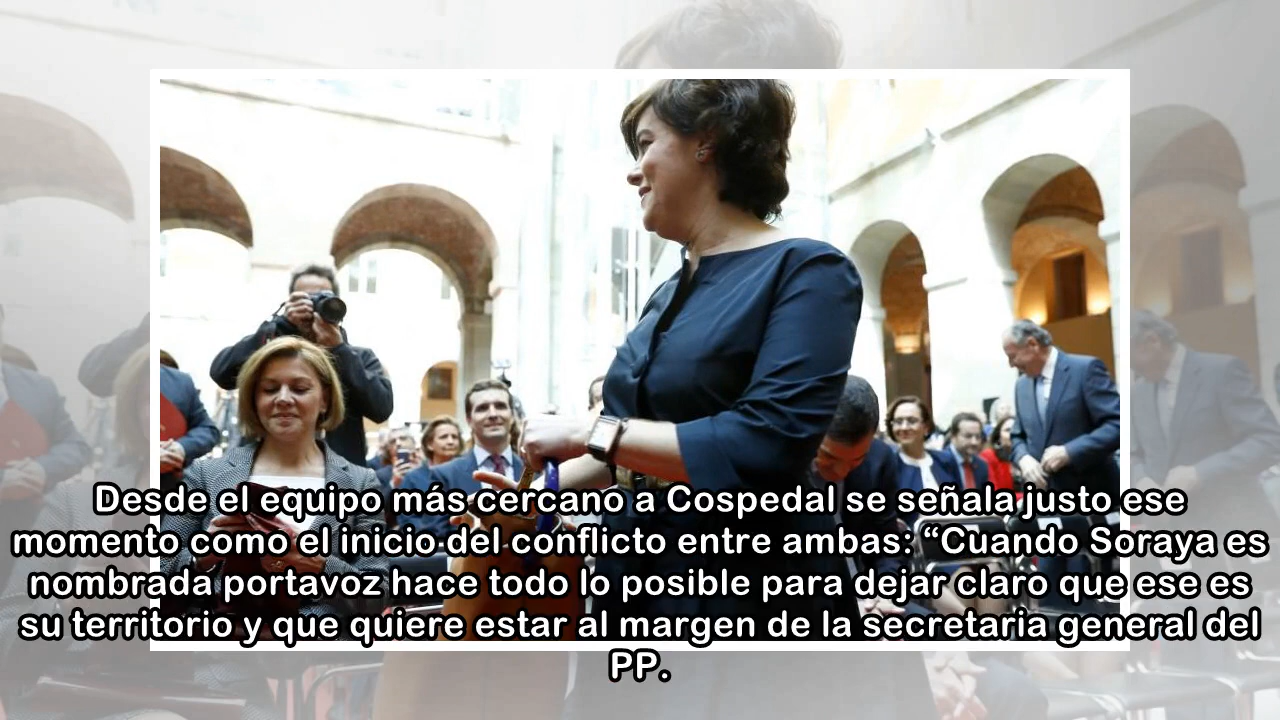 Desde el equipo más cercano a Cospedal se señala justo ese
momento como el inicio del conflicto entre ambas: “Cuando Soraya es
nombrada portavoz hace todo lo posible para dejar claro que ese es
su territorio y que quiere estar al margen de la secretaria general del
PP.